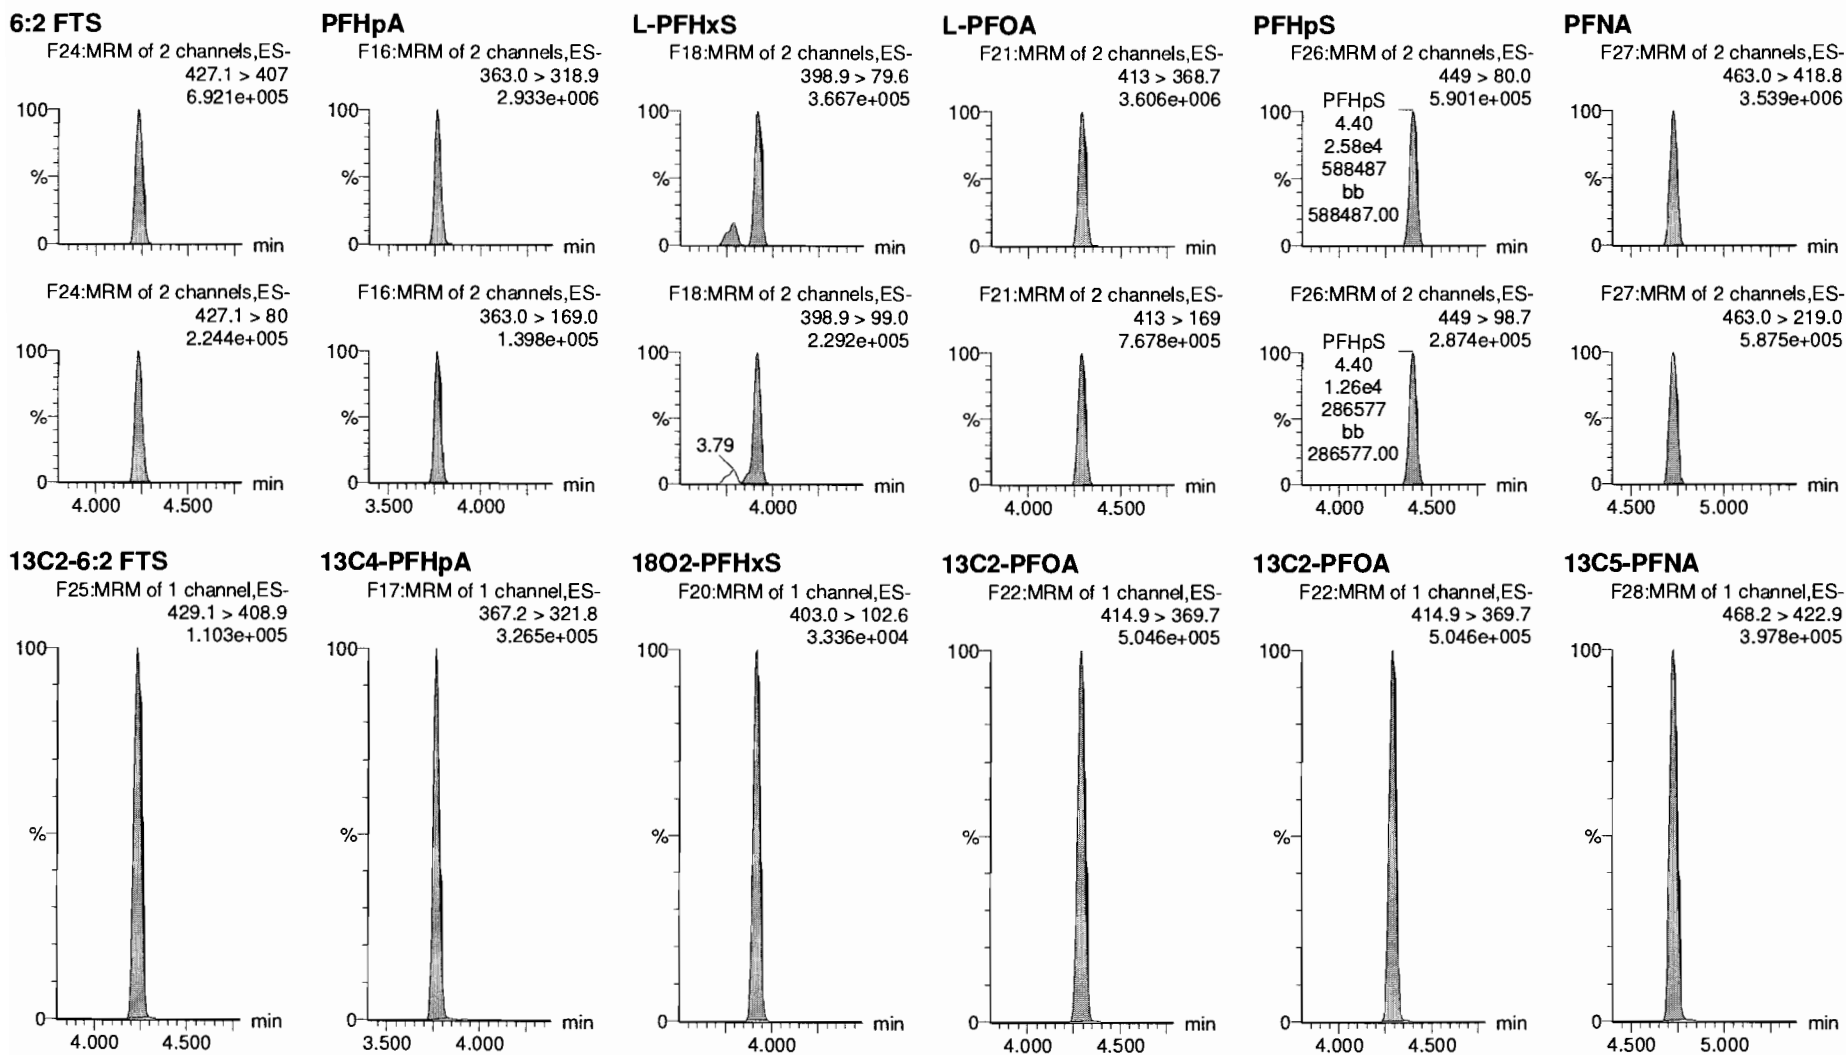 6:2 FTS
F24:MRM of 2 channels,ES-
427.1 > 407
6.921e+005
100
%
0
min
F24:MRM of 2 channels,ES-
427.1 > 80
2.244e+005
100
%
0
min
4.000 4.500
PFHpA
F16:MRM of 2 channels,ES-
363.0 > 318.9
2.933e+006
100
%
0
min
F16:MRM of 2 channels,ES-
363.0 > 169.0
1.398e+005
100
%
0
min
3.500 4.000
L-PFHxS
F18:MRM of 2 channels,ES-
398.9 > 79.6
3.667e+005
100
%
0
min
F18:MRM of 2 channels,ES-
398.9 > 99.0
2.292e+005
100
%
3.79
0
min
4.000
L-PFOA
F21:MRM of 2 channels,ES-
413 > 368.7
3.606e+006
100
%
0
min
F21:MRM of 2 channels,ES-
413 > 169
7.678e+005
100
%
0
min
4.000 4.500
PFHpS
F26:MRM of 2 channels,ES-
449 > 80.0
5.901e+005
100
PFHpS
4.40
2.58e4
588487
bb
588487.00
%
0
min
F26:MRM of 2 channels,ES-
449 > 98.7
2.874e+005
100
PFHpS
4.40
1.26e4
286577
bb
286577.00
%
0
min
4.000 4.500
PFNA
F27:MRM of 2 channels,ES-
463.0 > 418.8
3.539e+006
100
%
0
min
F27:MRM of 2 channels,ES-
463.0 > 219.0
5.875e+005
100
%
0
min
4.500 5.000
13C2-6:2 FTS
F25:MRM of 1 channel,ES-
429.1 > 408.9
1.103e+005
100
%
0
min
4.000 4.500
13C4-PFHpA
F17:MRM of 1 channel,ES-
367.2 > 321.8
3.265e+005
100
%
0
min
3.500 4.000
18O2-PFHxS
F20:MRM of 1 channel,ES-
403.0 > 102.6
3.336e+004
100
%
0
min
4.000
13C2-PFOA
F22:MRM of 1 channel,ES-
414.9 > 369.7
5.046e+005
100
%
0
min
4.000 4.500
13C2-PFOA
F22:MRM of 1 channel,ES-
414.9 > 369.7
5.046e+005
100
%
0
min
4.000 4.500
13C5-PFNA
F28:MRM of 1 channel,ES-
468.2 > 422.9
3.978e+005
100
%
0
min
4.500 5.000